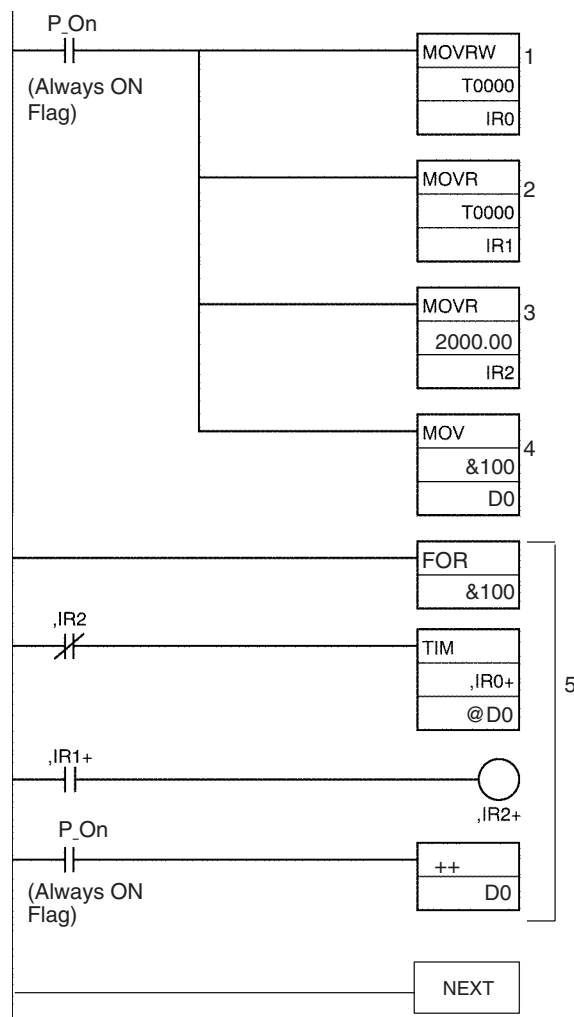 P_On
(Always ON
Flag)
MOVRW
T0000
IR0
1
MOVR
T0000
IR1
2
MOVR
2000.00
IR2
3
MOV
&100
D0
4
FOR
&100
,IR2
TIM
,IR0+
@D0
5
,IR1+
,IR2+
P_On
(Always ON
Flag)
++
D0
NEXT